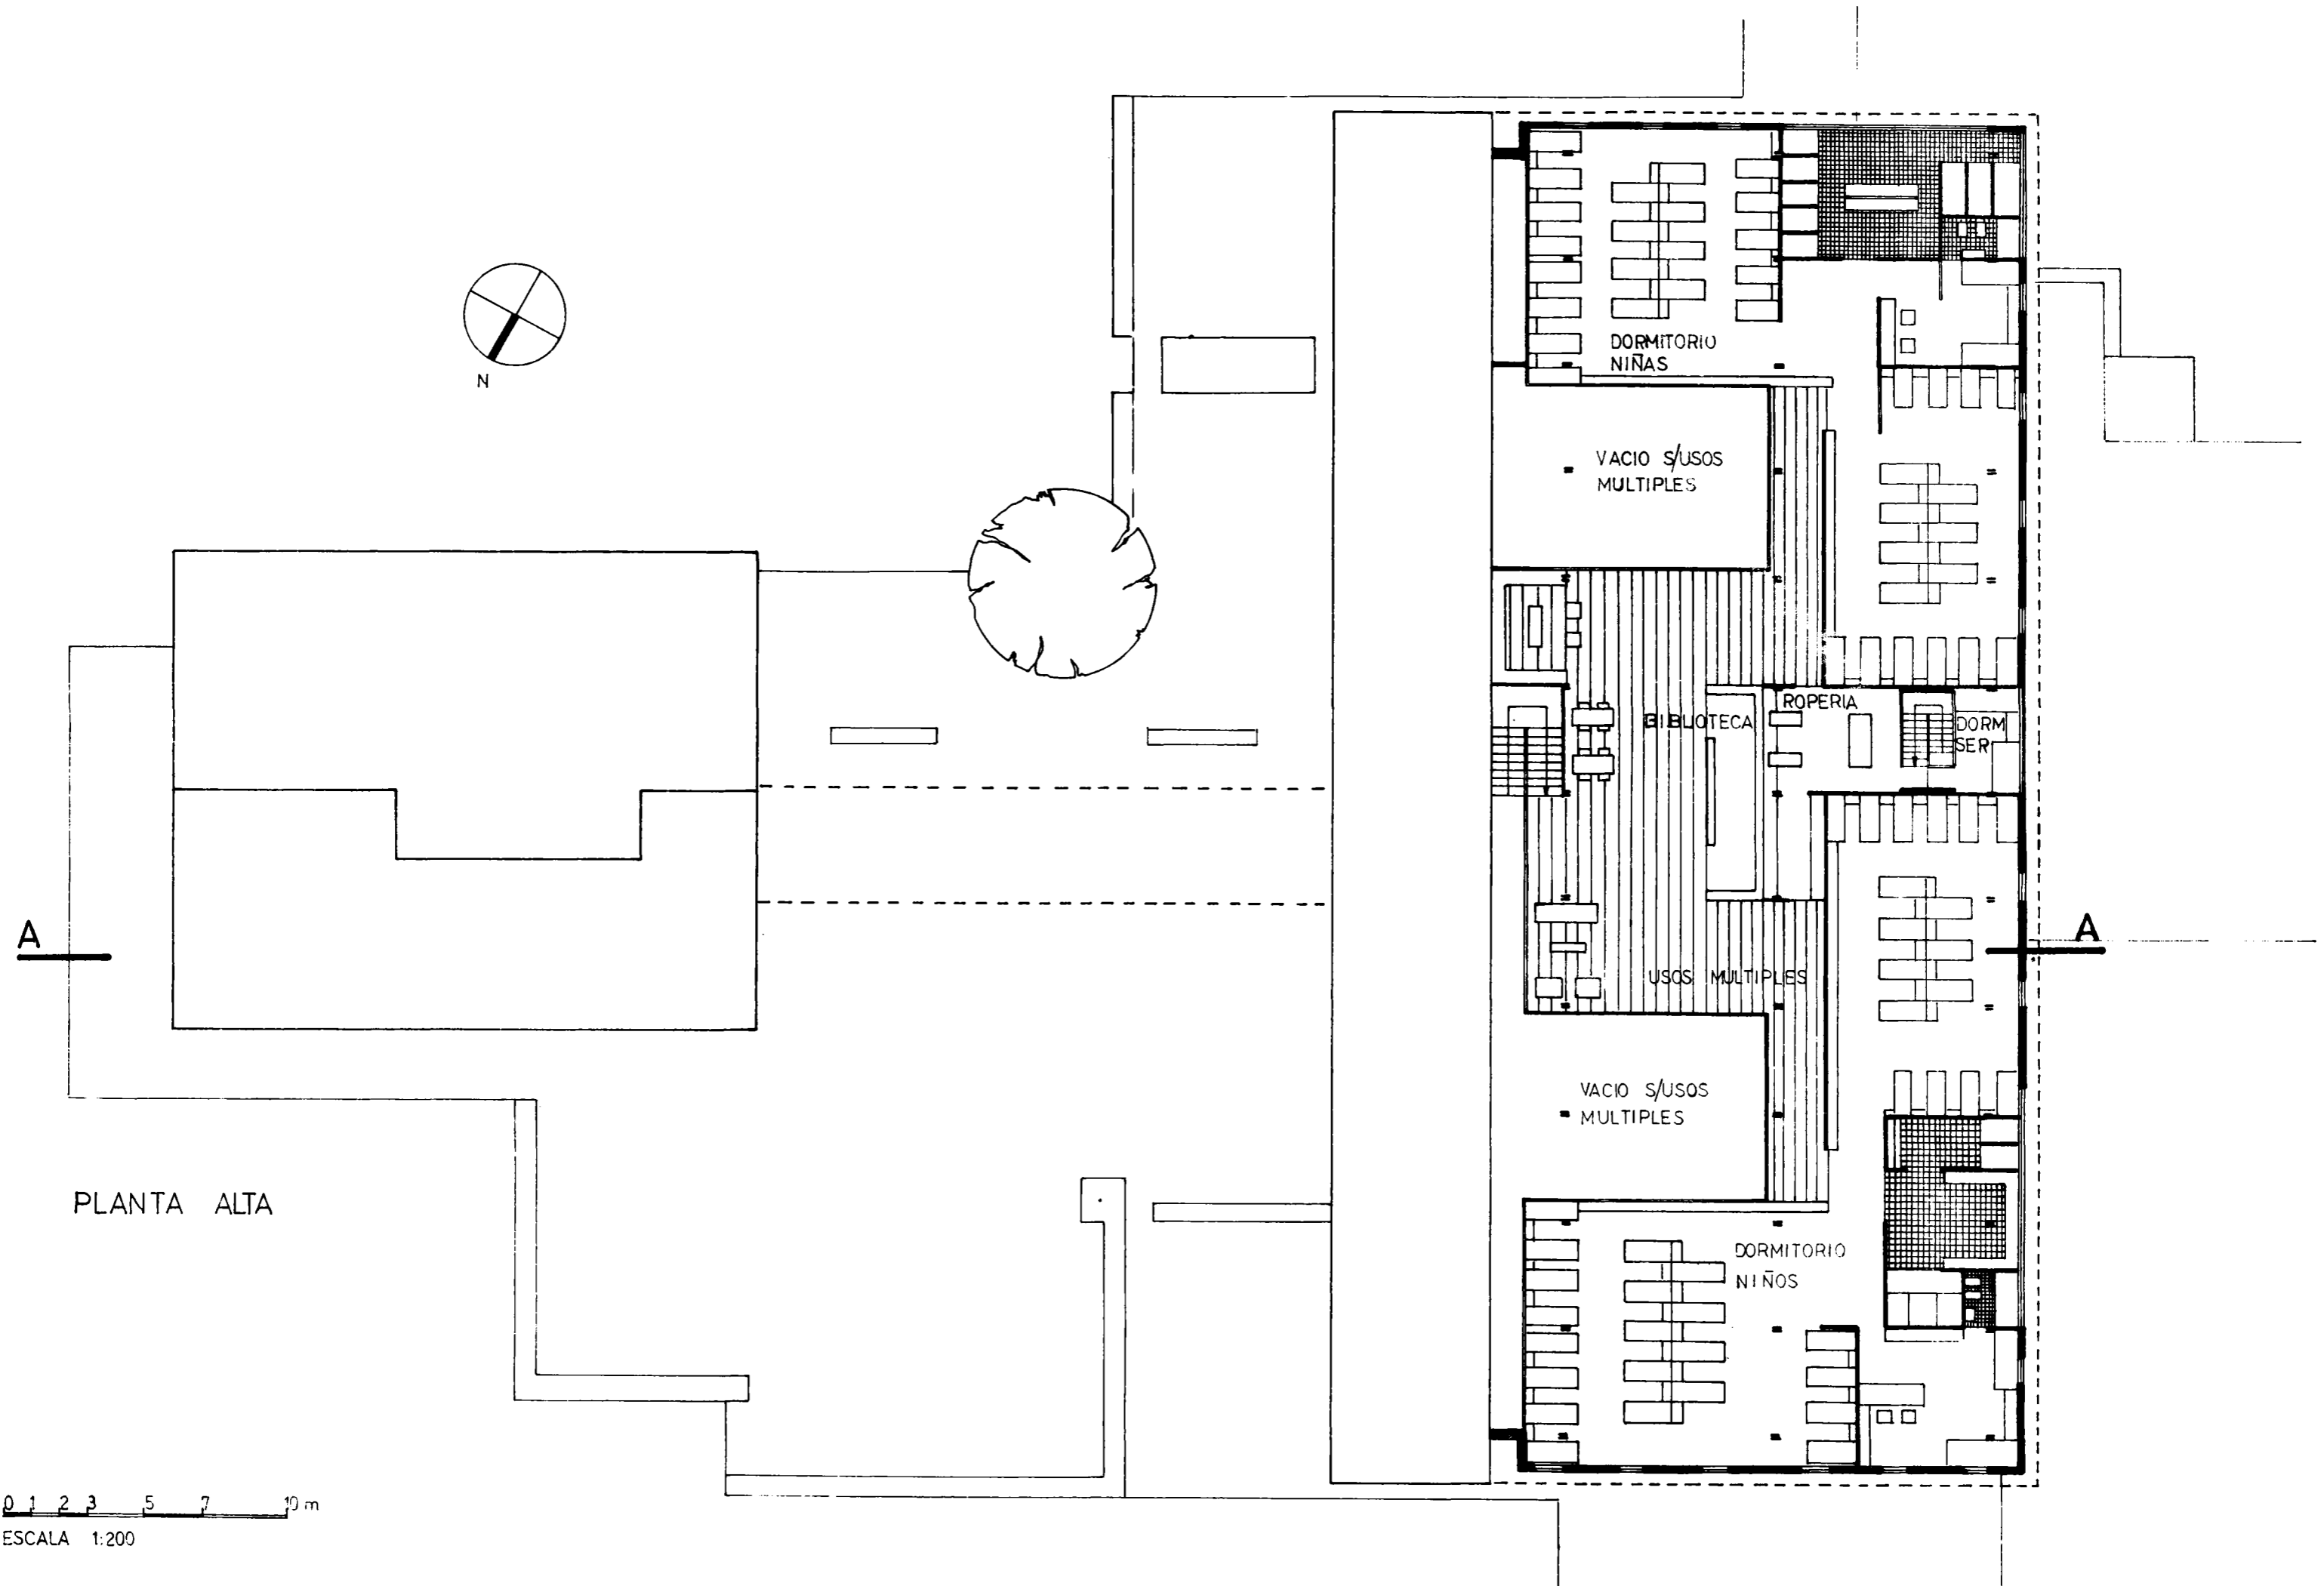 N
DORMITORIO
NIÑAS
VACIO S/USOS
MULTIPLES
ROPERIA
BIBLIOTECA
DORM
SER
A
A
USOS MULTIPLES
VACIO S/USOS
MULTIPLES
PLANTA ALTA
DORMITORIO
NIÑOS
0 1 2 3 5 7 10 m
ESCALA 1:200